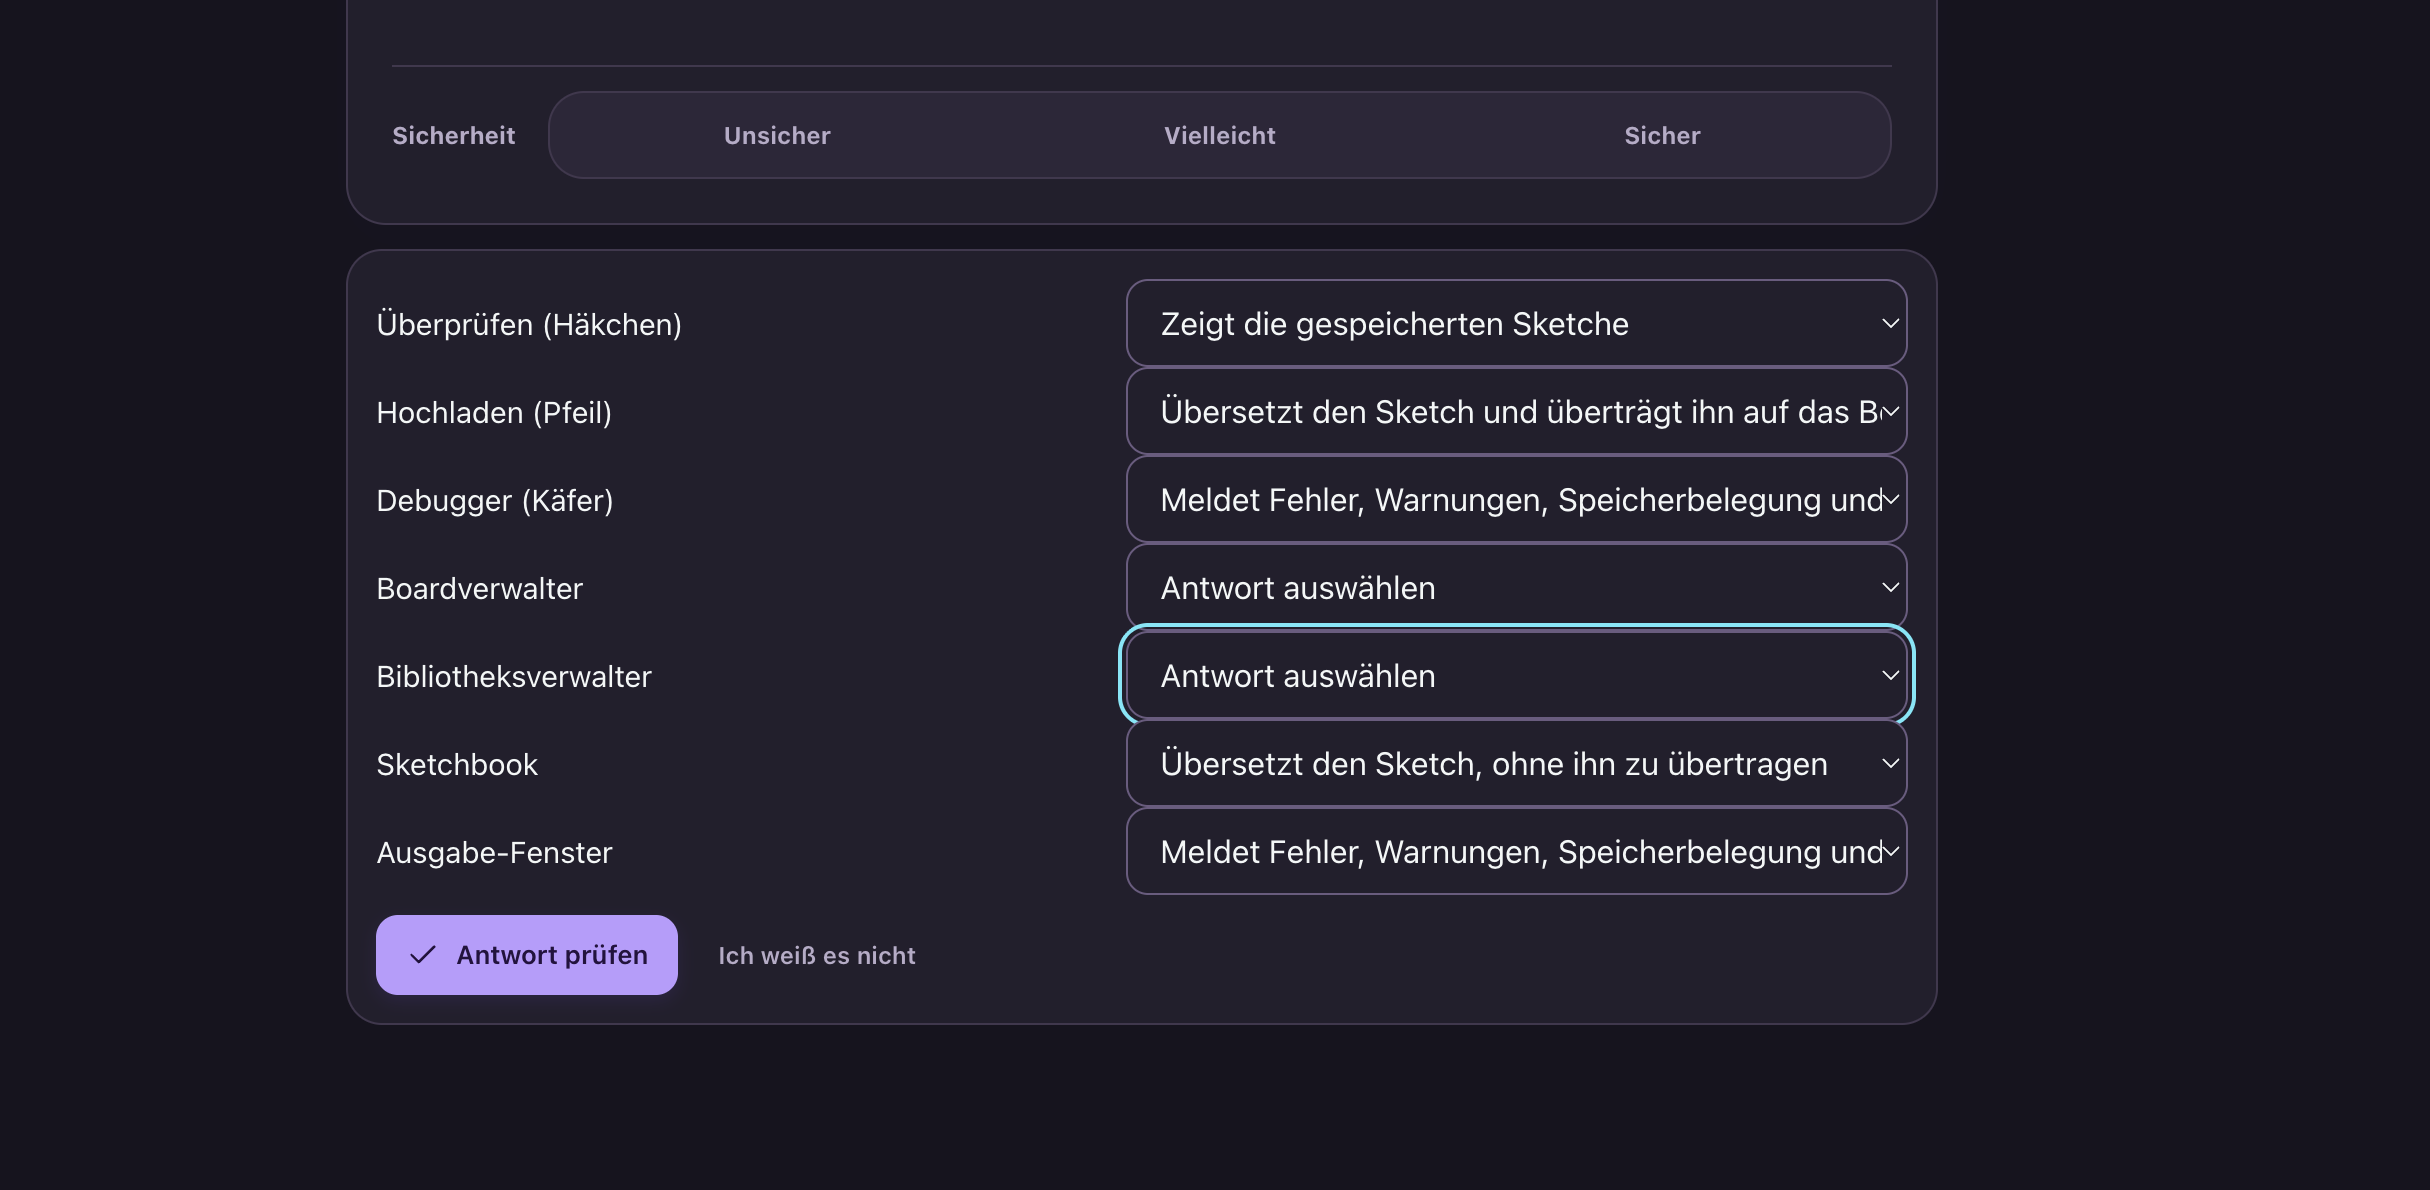 Sicherheit Unsicher Vielleicht Sicher
Überprüfen (Häkchen) Zeigt die gespeicherten Sketche
Hochladen (Pfeil) Übersetzt den Sketch und überträgt ihn auf das
Debugger (Käfer) Meldet Fehler, Warnungen, Speicherbelegung und
Boardverwalter Antwort auswählen
Bibliotheksverwalter Antwort auswählen
Sketchbook Übersetzt den Sketch, ohne ihn zu übertragen
Ausgabe-Fenster Meldet Fehler, Warnungen, Speicherbelegung und
Antwort prüfen Ich weiß es nicht